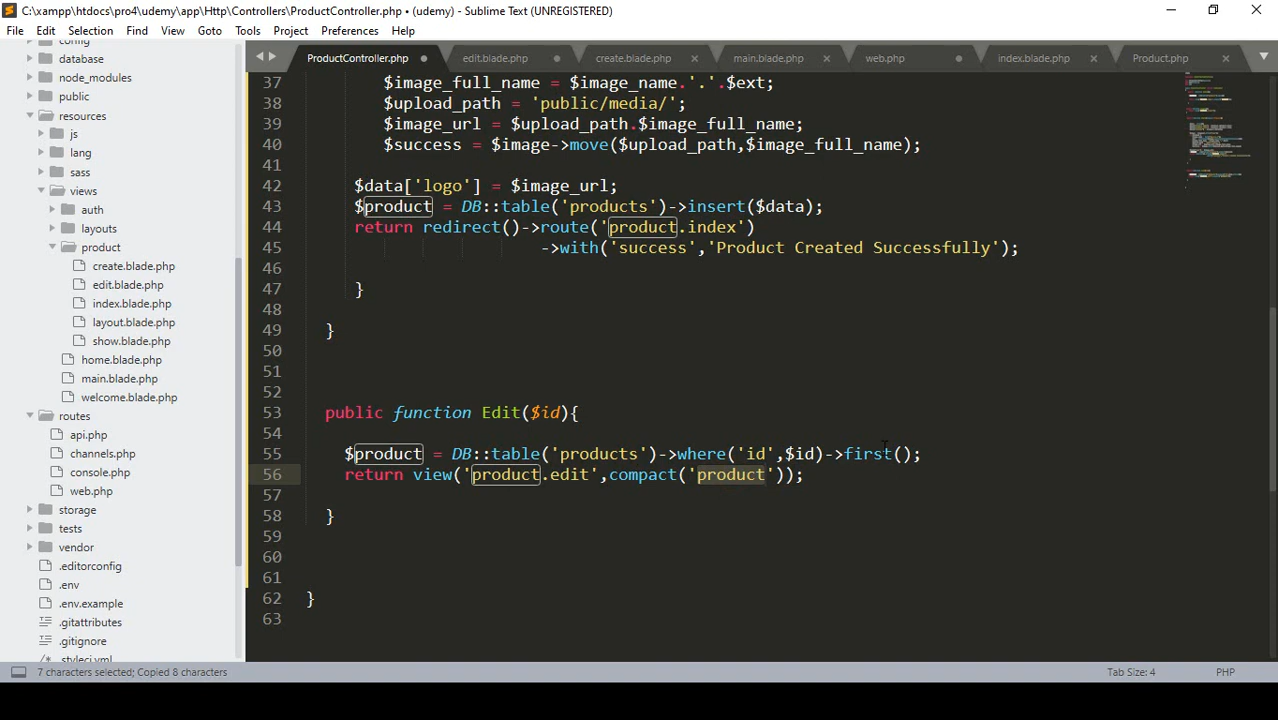 C:\xampp\htdocs\pro4\udemy\app\Http\Controllers\ProductController.php • (udemy) - Sublime Text (UNREGISTERED)
File Edit Selection Find View Goto Tools Project Preferences Help
config
database
node_modules
public
resources
js
lang
sass
views
auth
layouts
product
create.blade.php
edit.blade.php
index.blade.php
layout.blade.php
show.blade.php
home.blade.php
main.blade.php
welcome.blade.php
routes
api.php
channels.php
console.php
web.php
storage
tests
vendor
.editorconfig
.env
.env.example
.gitattributes
.gitignore
.styleci.yml
ProductController.php edit.blade.php create.blade.php main.blade.php web.php index.blade.php Product.php
37 $image_full_name = $image_name.'.'.$ext;
38 $upload_path = 'public/media/';
39 $image_url = $upload_path.$image_full_name;
40 $success = $image->move($upload_path,$image_full_name);
41
42 $data['logo'] = $image_url;
43 $product = DB::table('products')->insert($data);
44 return redirect()->route('product.index')
45 ->with('success','Product Created Successfully');
46
47 }
48
49 }
50
51
52
53 public function Edit($id){
54
55 $product = DB::table('products')->where('id',$id)->first();
56 return view('product.edit',compact('product'));
57
58 }
59
60
61
62 }
63
7 characters selected; Copied 8 characters
Tab Size: 4
PHP